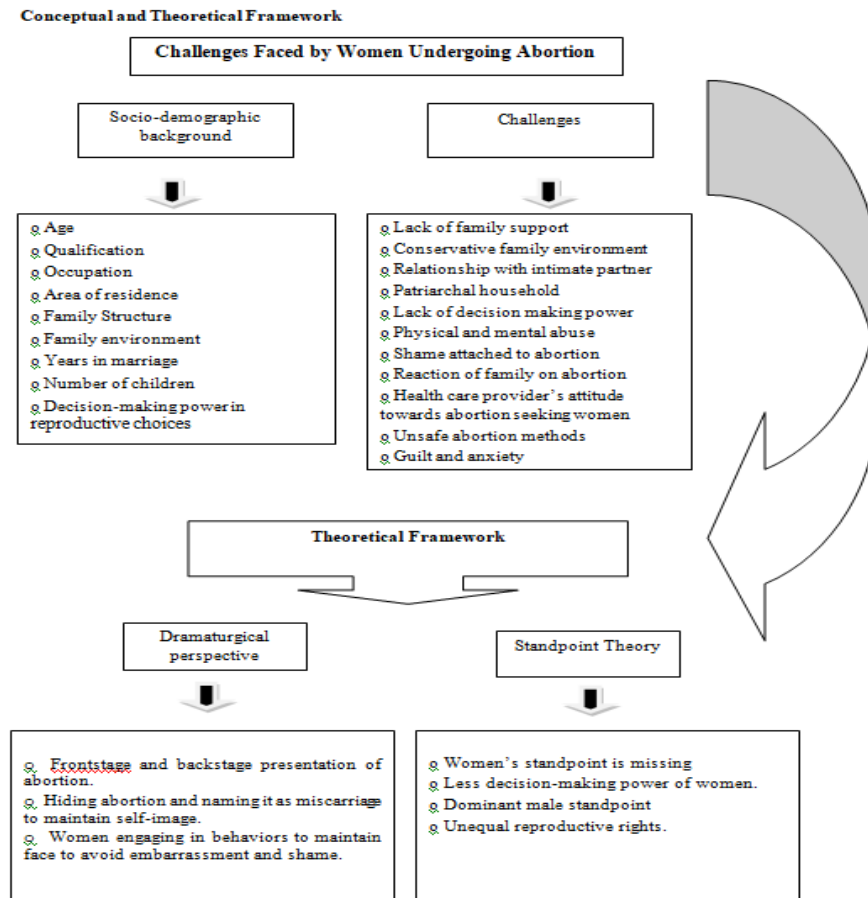 Conceptual and Theoretical Framework
Challenges Faced by Women Undergoing Abortion
Socio-demographic
background
Challenges
o Age
o Qualification
o Occupation
o Area of residence
o Family Structure
o Family environment
o Years in marriage
o Number of children
o Decision-making power in
reproductive choices
o Lack of family support
o Conservative family environment
o Relationship with intimate partner
o Patriarchal household
o Lack of decision making power
o Physical and mental abuse
o Shame attached to abortion
o Reaction of family on abortion
o Health care provider's attitude
towards abortion seeking women
o Unsafe abortion methods
o Guilt and anxiety
Theoretical Framework
Dramaturgical
perspective
Standpoint Theory
o Frontstage and backstage presentation of
abortion.
o Hiding abortion and naming it as miscarriage
to maintain self-image.
o Women engaging in behaviors to maintain
face to avoid embarrassment and shame.
o Women's standpoint is missing
o Less decision-making power of women.
o Dominant male standpoint
o Unequal reproductive rights.